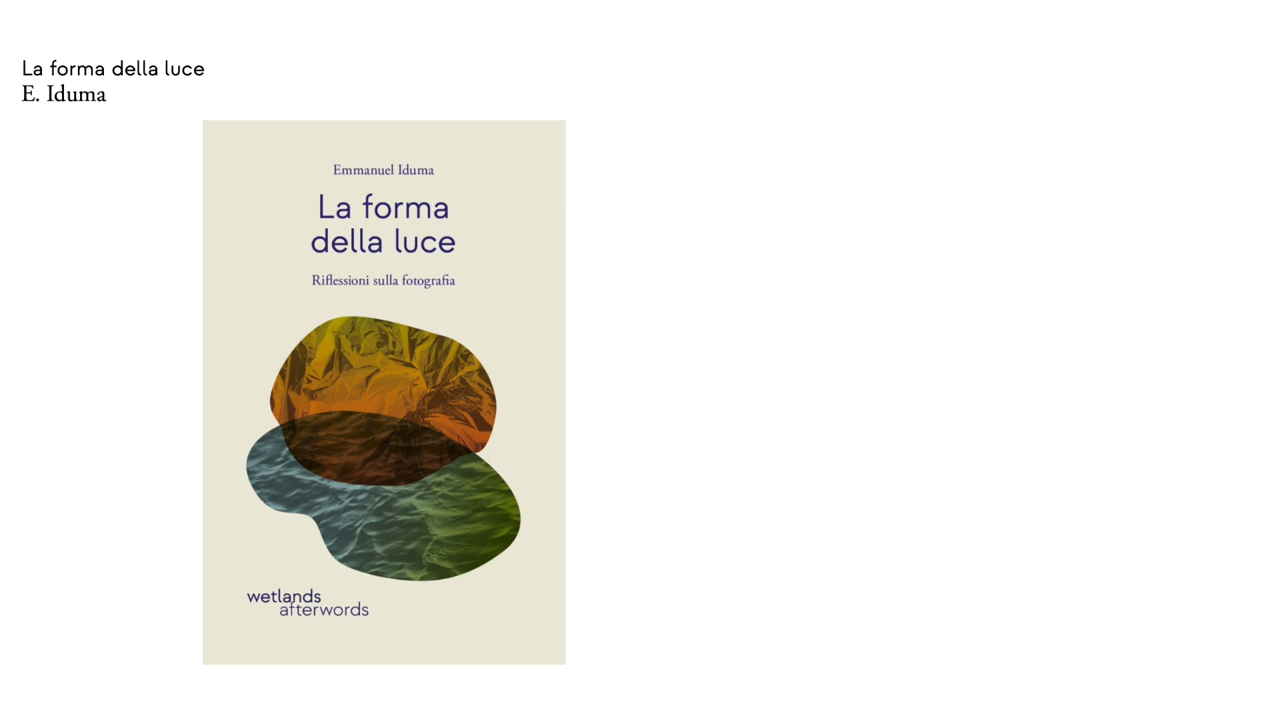 La forma della luce
E. Iduma
Emmanuel Iduma
La forma
della luce
Riflessioni sulla fotografia
wetlands
afterwords